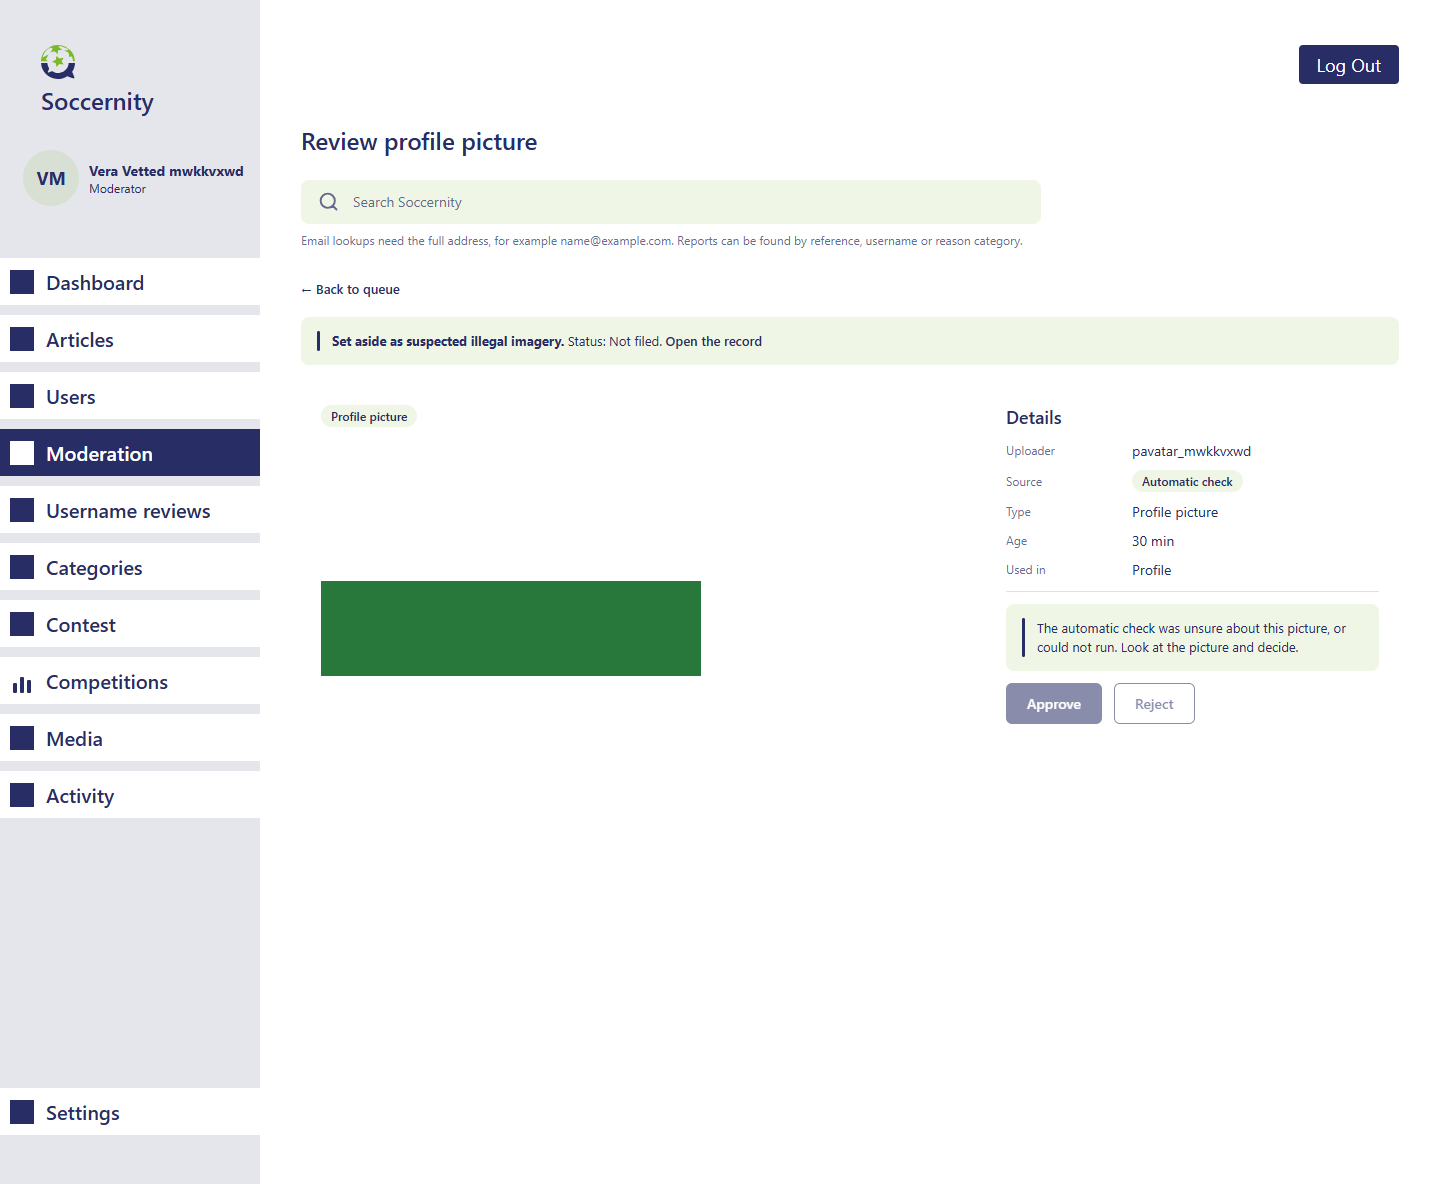 Soccernity
VM
Vera Vetted mwkkvxwd
Moderator
Dashboard
Articles
Users
Moderation
Username reviews
Categories
Contest
Competitions
Media
Activity
Settings
Log Out
Review profile picture
Search Soccernity
Email lookups need the full address, for example name@example.com. Reports can be found by reference, username or reason category.
← Back to queue
Set aside as suspected illegal imagery. Status: Not filed. Open the record
Profile picture
Details
Uploader pavatar_mwkkvxwd
Source Automatic check
Type Profile picture
Age 30 min
Used in Profile
The automatic check was unsure about this picture, or
could not run. Look at the picture and decide.
Approve Reject